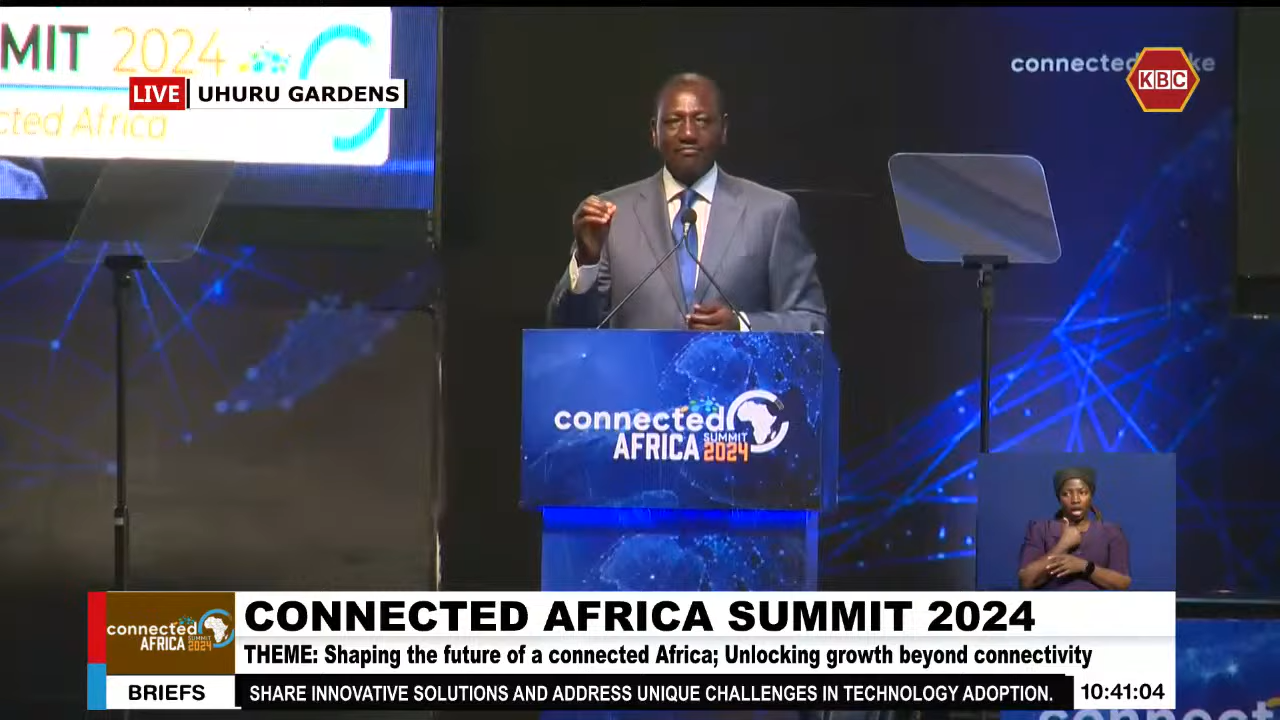 MIT 2024
cted Africa
LIVE
UHURU GARDENS
connected
ke
KBC
connected
AFRICA SUMMIT 2024
connected
AFRICA SUMMIT 2024
CONNECTED AFRICA SUMMIT 2024
THEME: Shaping the future of a connected Africa; Unlocking growth beyond connectivity
BRIEFS
SHARE INNOVATIVE SOLUTIONS AND ADDRESS UNIQUE CHALLENGES IN TECHNOLOGY ADOPTION.
10:41:04